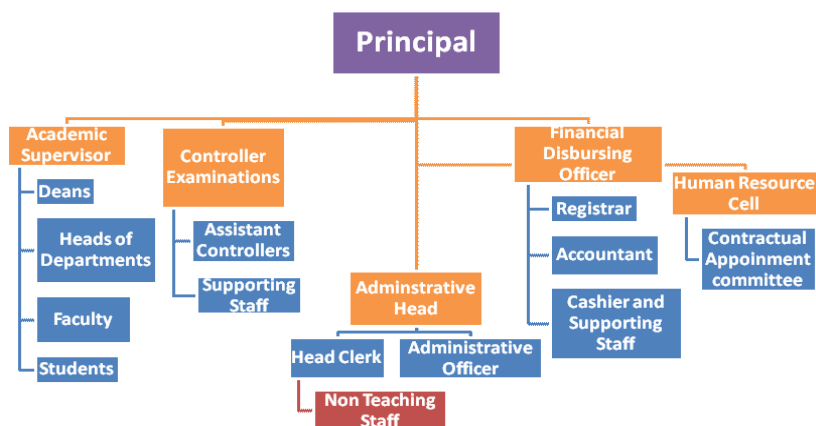 Principal
Academic
Supervisor
Deans
Heads of
Departments
Faculty
Students
Controller
Examinations
Assistant
Controllers
Supporting
Staff
Adminstrative
Head
Head Clerk
Non Teaching
Staff
Administrative
Officer
Financial
Disbursing
Officer
Registrar
Accountant
Cashier and
Supporting
Staff
Human Resource
Cell
Contractual
Appoinment
committee